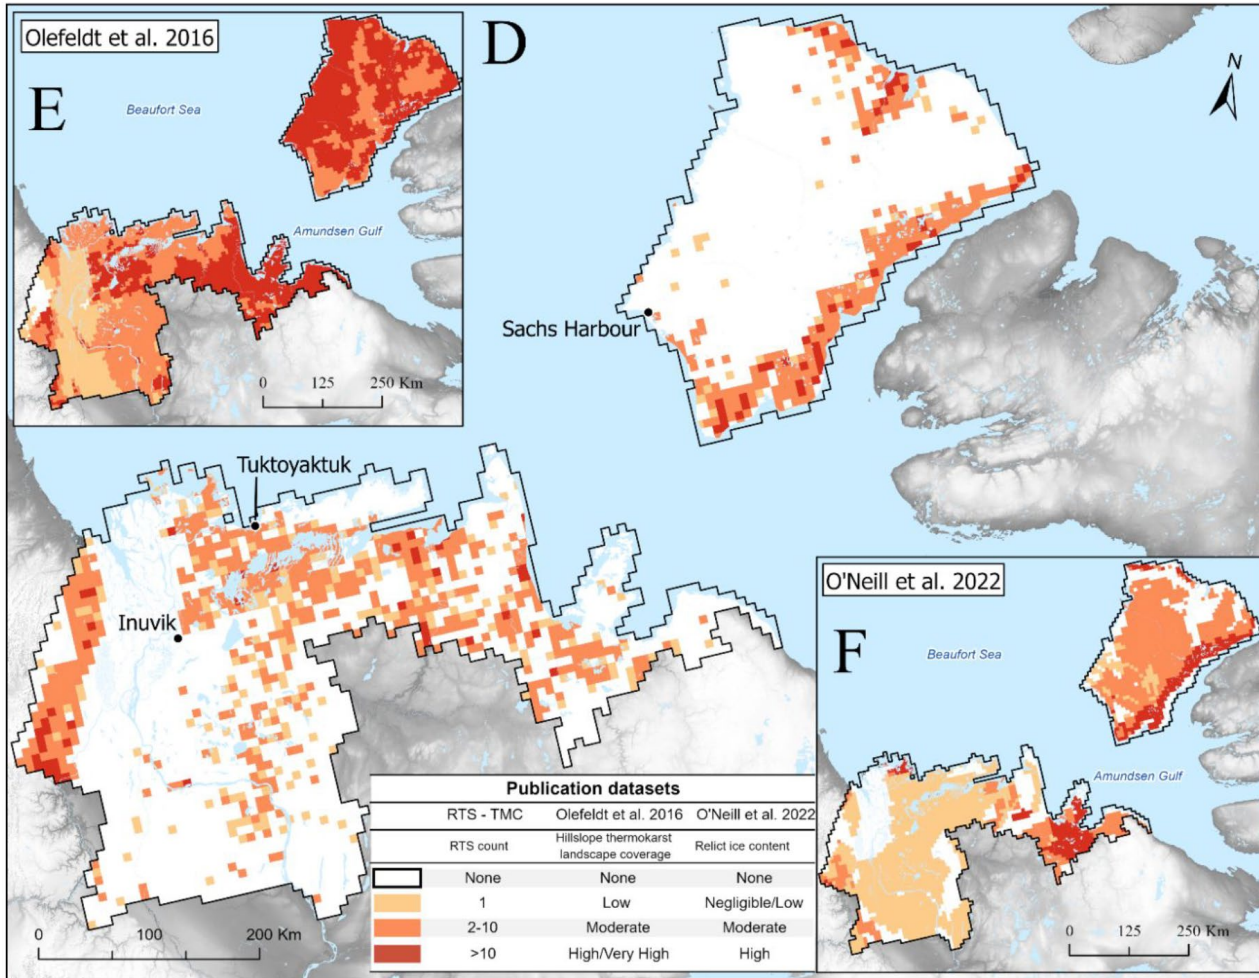 Olefeldt et al. 2016
E
Beaufort Sea
Amundsen Gulf
0 125 250 Km
D
N
Sachs Harbour
Tuktoyaktuk
Inuvik
0 100 200 Km
Publication datasets
RTS - TMC Olefeldt et al. 2016 O'Neill et al. 2022
RTS count Hillslope thermokarst landscape coverage Relict ice content
None None None
1 Low Negligible/Low
2-10 Moderate Moderate
>10 High/Very High High
O'Neill et al. 2022
F
Beaufort Sea
Amundsen Gulf
0 125 250 Km